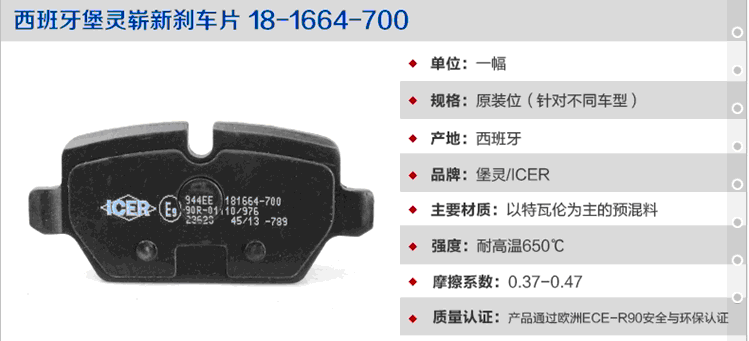 西班牙堡灵崭新刹车片 18-1664-700
单位：一幅
规格：原装位（针对不同车型）
产地：西班牙
品牌：堡灵/ICER
主要材质：以特瓦伦为主的预混料
强度：耐高温650℃
摩擦系数：0.37-0.47
质量认证：产品通过欧洲ECE-R90安全与环保认证
ICER E9 944EE 181664-700
90R-01110/976
23523 45/13 -789